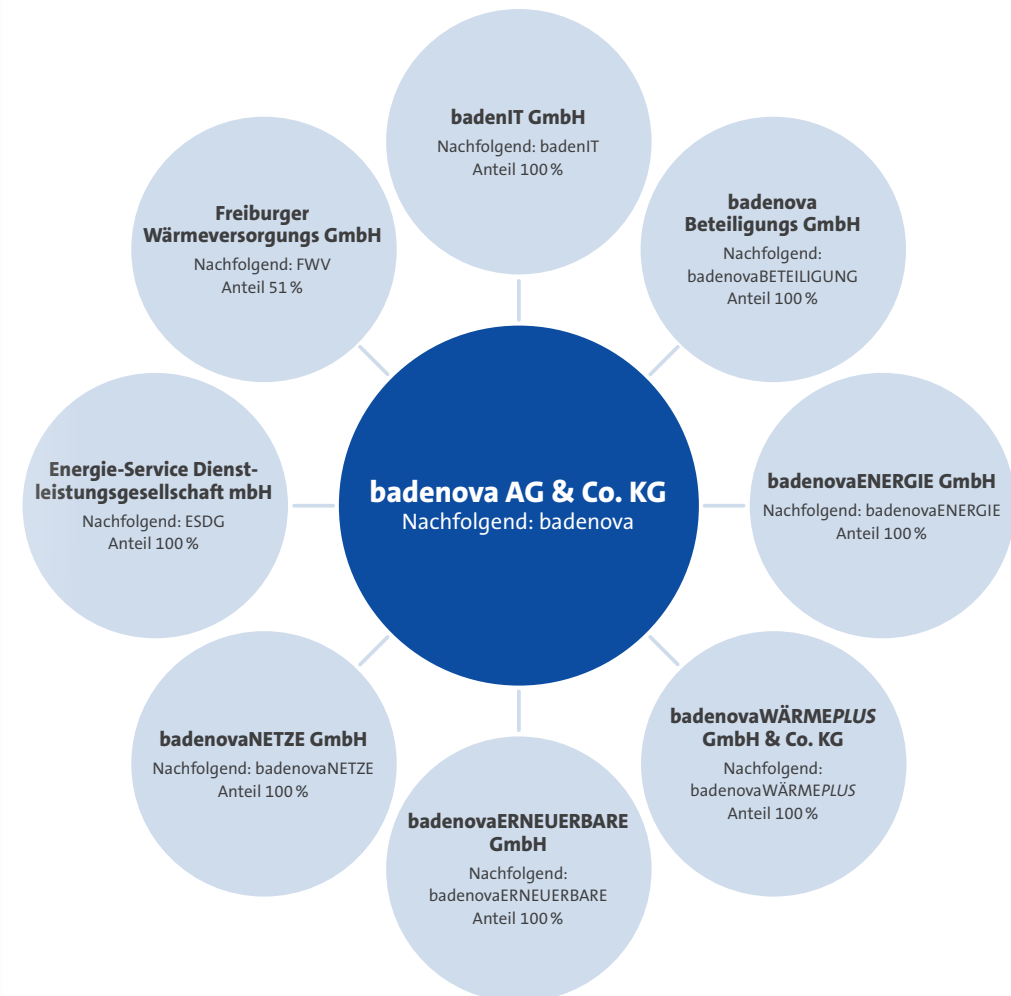 badenIT GmbH
Nachfolgend: badenIT
Anteil 100 %
badenova
Beteiligungs GmbH
Nachfolgend:
badenovaBETEILIGUNG
Anteil 100 %
badenovaENERGIE GmbH
Nachfolgend: badenovaENERGIE
Anteil 100 %
badenovaWÄRMEPLUS
GmbH & Co. KG
Nachfolgend:
badenovaWÄRMEPLUS
Anteil 100 %
badenovaERNEUERBARE
GmbH
Nachfolgend:
badenovaERNEUERBARE
Anteil 100 %
badenovaNETZE GmbH
Nachfolgend: badenovaNETZE
Anteil 100 %
Energie-Service Dienst-
leistungsgesellschaft mbH
Nachfolgend: ESDG
Anteil 100 %
Freiburger
Wärmeversorgungs GmbH
Nachfolgend: FWV
Anteil 51 %
badenova AG & Co. KG
Nachfolgend: badenova